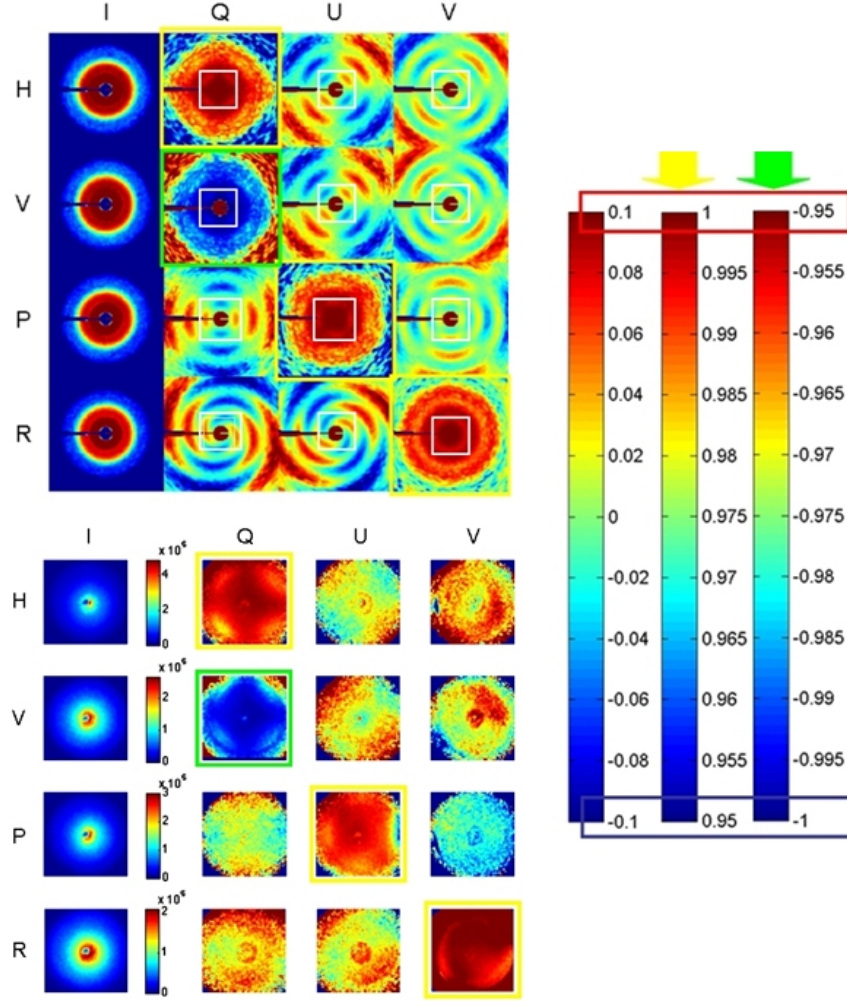 I Q U V
H
V
P
R
I Q U V
H
x 10⁶
4
2
0
V
x 10⁶
2
1
0
P
x 10⁶
3
2
1
0
R
x 10⁶
2
1
0
0.1 1 -0.95
0.08 0.995 -0.955
0.06 0.99 -0.96
0.04 0.985 -0.965
0.02 0.98 -0.97
0 0.975 -0.975
-0.02 0.97 -0.98
-0.04 0.965 -0.985
-0.06 0.96 -0.99
-0.08 0.955 -0.995
-0.1 0.95 -1